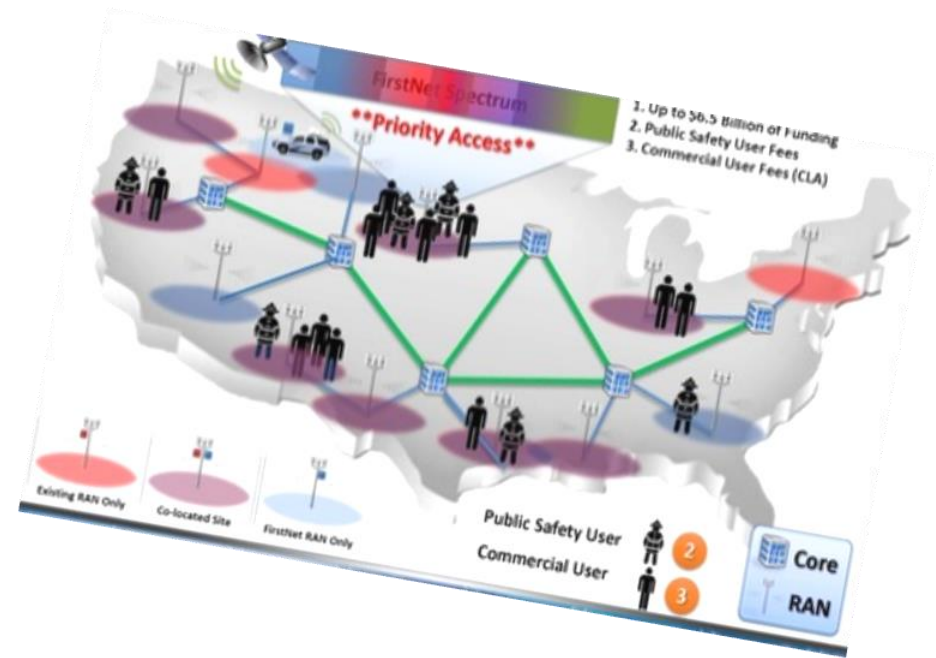 FirstNet Spectrum
**Priority Access**
1. Up to $6.5 Billion of Funding
2. Public Safety User Fees
3. Commercial User Fees (CLA)
Existing RAN Only
Co-located Site
FirstNet RAN Only
Public Safety User
2
Commercial User
3
Core
RAN